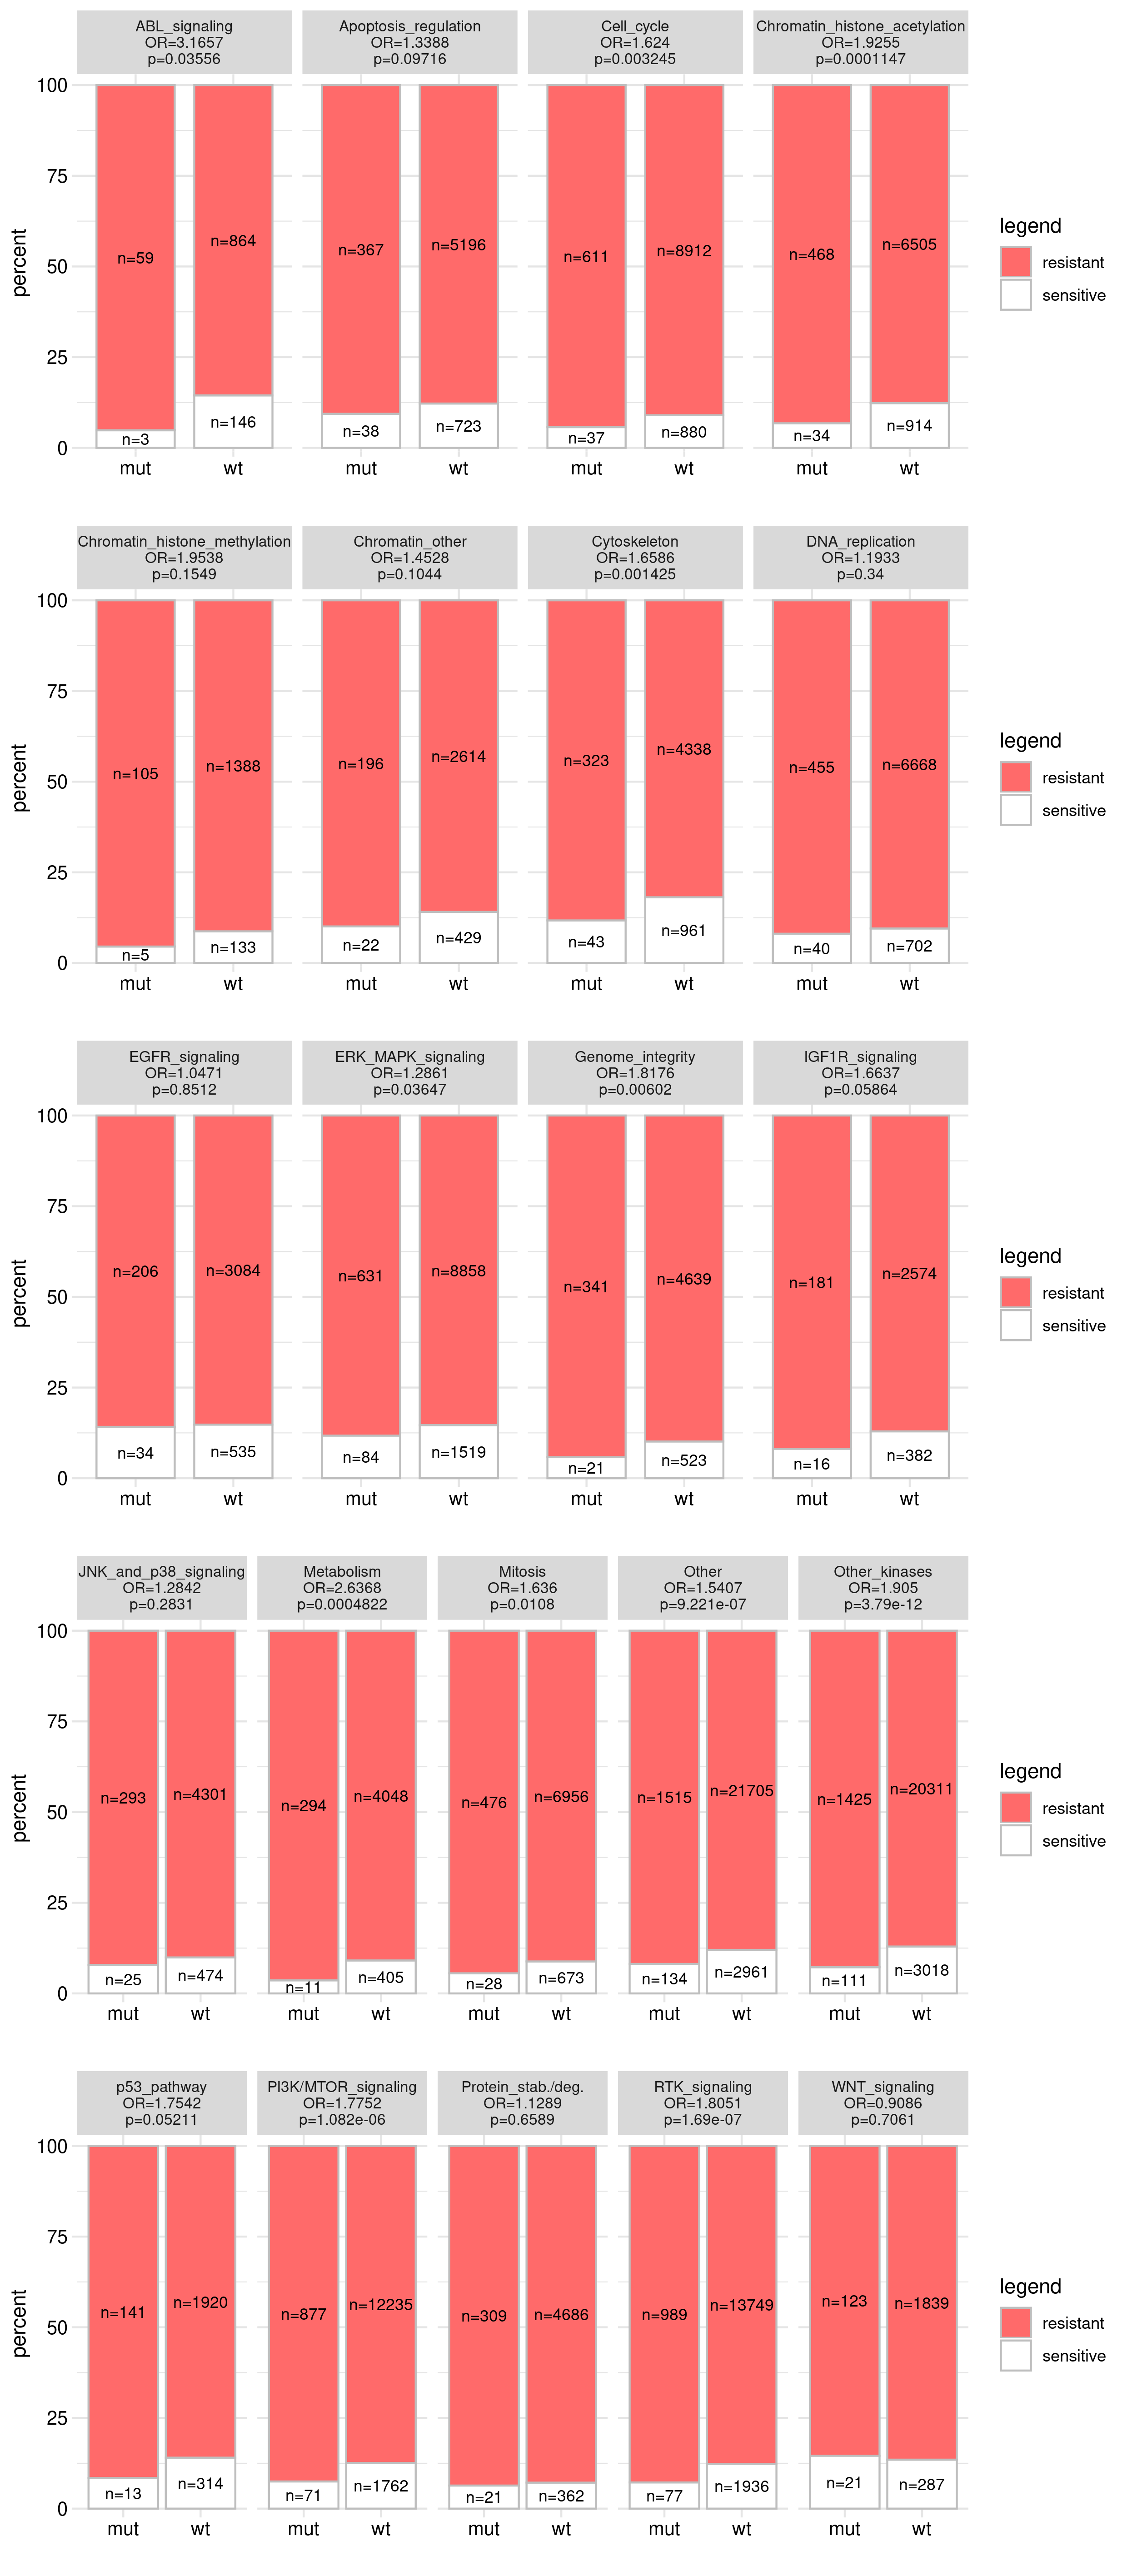 ABL_signaling
OR=3.1657
p=0.03556
Apoptosis_regulation
OR=1.3388
p=0.09716
Cell_cycle
OR=1.624
p=0.003245
Chromatin_histone_acetylation
OR=1.9255
p=0.0001147
100
75
50
25
0
percent
n=59
n=864
n=367
n=5196
n=611
n=8912
n=468
n=6505
n=3
n=146
n=38
n=723
n=37
n=880
n=34
n=914
mut
wt
mut
wt
mut
wt
mut
wt
legend
resistant
sensitive
Chromatin_histone_methylation
OR=1.9538
p=0.1549
Chromatin_other
OR=1.4528
p=0.1044
Cytoskeleton
OR=1.6586
p=0.001425
DNA_replication
OR=1.1933
p=0.34
100
75
50
25
0
percent
n=105
n=1388
n=196
n=2614
n=323
n=4338
n=455
n=6668
n=5
n=133
n=22
n=429
n=43
n=961
n=40
n=702
mut
wt
mut
wt
mut
wt
mut
wt
legend
resistant
sensitive
EGFR_signaling
OR=1.0471
p=0.8512
ERK_MAPK_signaling
OR=1.2861
p=0.03647
Genome_integrity
OR=1.8176
p=0.00602
IGF1R_signaling
OR=1.6637
p=0.05864
100
75
50
25
0
percent
n=206
n=3084
n=631
n=8858
n=341
n=4639
n=181
n=2574
n=34
n=535
n=84
n=1519
n=21
n=523
n=16
n=382
mut
wt
mut
wt
mut
wt
mut
wt
legend
resistant
sensitive
JNK_and_p38_signaling
OR=1.2842
p=0.2831
Metabolism
OR=2.6368
p=0.0004822
Mitosis
OR=1.636
p=0.0108
Other
OR=1.5407
p=9.221e-07
Other_kinases
OR=1.905
p=3.79e-12
100
75
50
25
0
percent
n=293
n=4301
n=294
n=4048
n=476
n=6956
n=1515
n=21705
n=1425
n=20311
n=25
n=474
n=11
n=405
n=28
n=673
n=134
n=2961
n=111
n=3018
mut
wt
mut
wt
mut
wt
mut
wt
mut
wt
legend
resistant
sensitive
p53_pathway
OR=1.7542
p=0.05211
PI3K/MTOR_signaling
OR=1.7752
p=1.082e-06
Protein_stab./deg.
OR=1.1289
p=0.6589
RTK_signaling
OR=1.8051
p=1.69e-07
WNT_signaling
OR=0.9086
p=0.7061
100
75
50
25
0
percent
n=141
n=1920
n=877
n=12235
n=309
n=4686
n=989
n=13749
n=123
n=1839
n=13
n=314
n=71
n=1762
n=21
n=362
n=77
n=1936
n=21
n=287
mut
wt
mut
wt
mut
wt
mut
wt
mut
wt
legend
resistant
sensitive